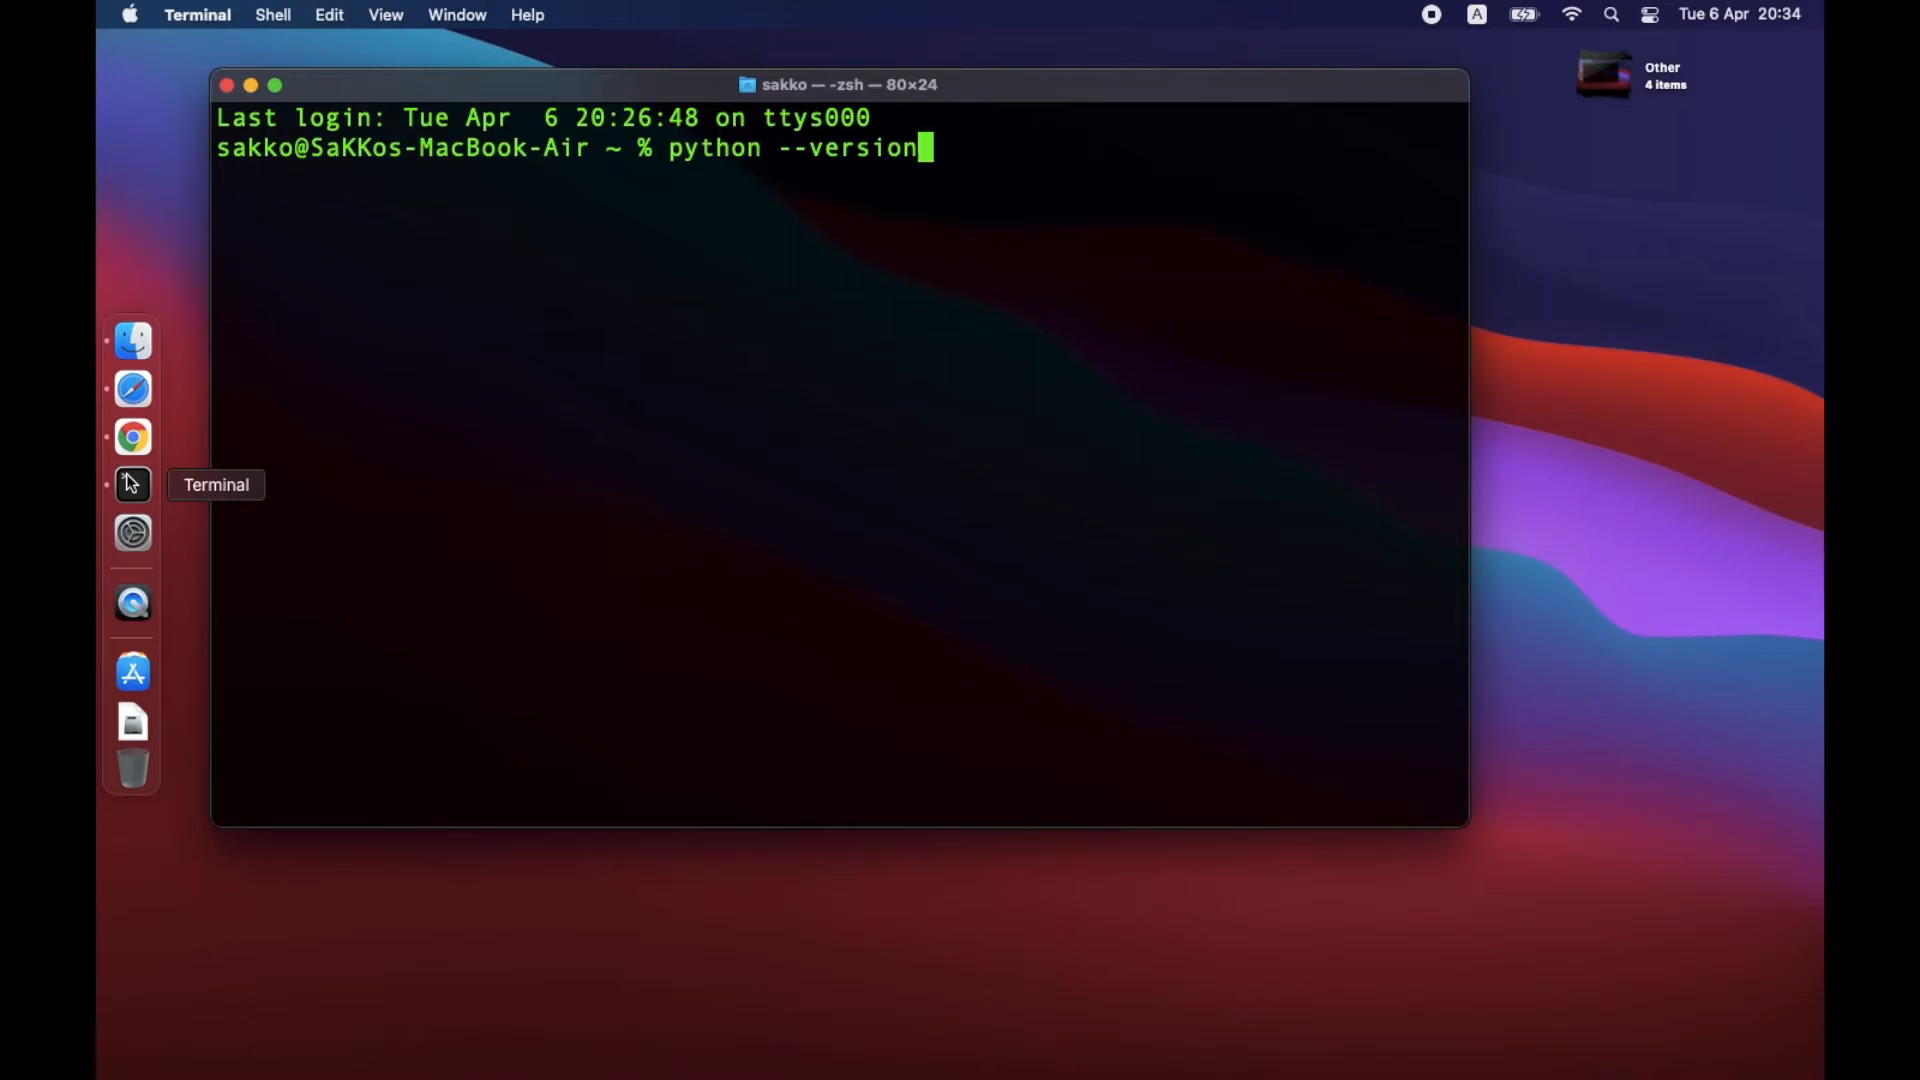 Terminal Shell Edit View Window Help A Tue 6 Apr 20:34
Other
4 items
sakko — -zsh — 80×24
Last login: Tue Apr  6 20:26:48 on ttys000
sakko@SaKKos-MacBook-Air ~ % python --version
Terminal